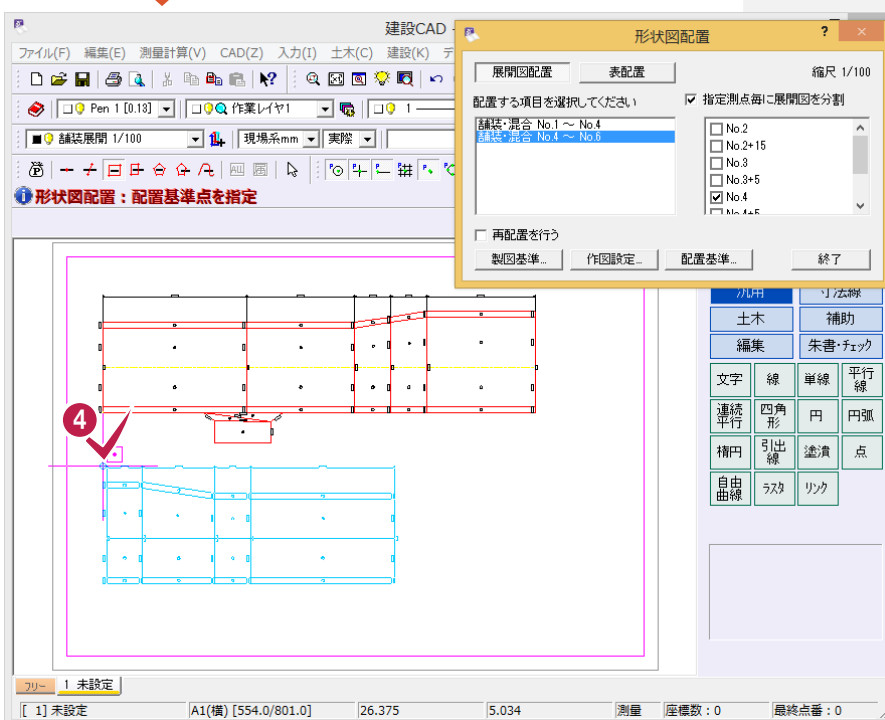 建設CAD -
ファイル(F) 編集(E) 測量計算(V) CAD(Z) 入力(I) 土木(C) 建設(K) デ
Pen 1 [0.13] 作業レイヤ1 1
舗装展開 1/100 現場系mm 実際
形状図配置：配置基準点を指定
形状図配置 ? ×
展開図配置 表配置 縮尺 1/100
配置する項目を選択してください 指定測点毎に展開図を分割
舗装・混合 No.1 ～ No.4
舗装・混合 No.4 ～ No.6
No.2
No.2+15
No.3
No.3+5
No.4
No.4+5
再配置を行う
製図基準... 作図設定... 配置基準... 終了
汎用 寸法線
土木 補助
編集 朱書・チェック
文字 線 単線 平行線
連続平行 四角形 円 円弧
楕円 引出線 塗潰 点
自由曲線 ラスタ リンク
4
フリー 1 未設定
[ 1] 未設定 A1(横) [554.0/801.0] 26.375 5.034 測量 座標数：0 最終点番：0